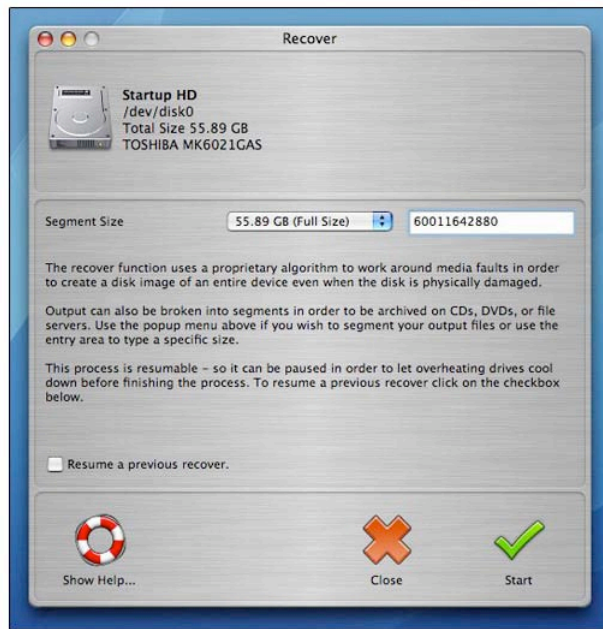 Recover
Startup HD
/dev/disk0
Total Size 55.89 GB
TOSHIBA MK6021GAS
Segment Size
55.89 GB (Full Size)
60011642880
The recover function uses a proprietary algorithm to work around media faults in order
to create a disk image of an entire device even when the disk is physically damaged.
Output can also be broken into segments in order to be archived on CDs, DVDs, or file
servers. Use the popup menu above if you wish to segment your output files or use the
entry area to type a specific size.
This process is resumable – so it can be paused in order to let overheating drives cool
down before finishing the process. To resume a previous recover click on the checkbox
below.
Resume a previous recover.
Show Help...
Close
Start